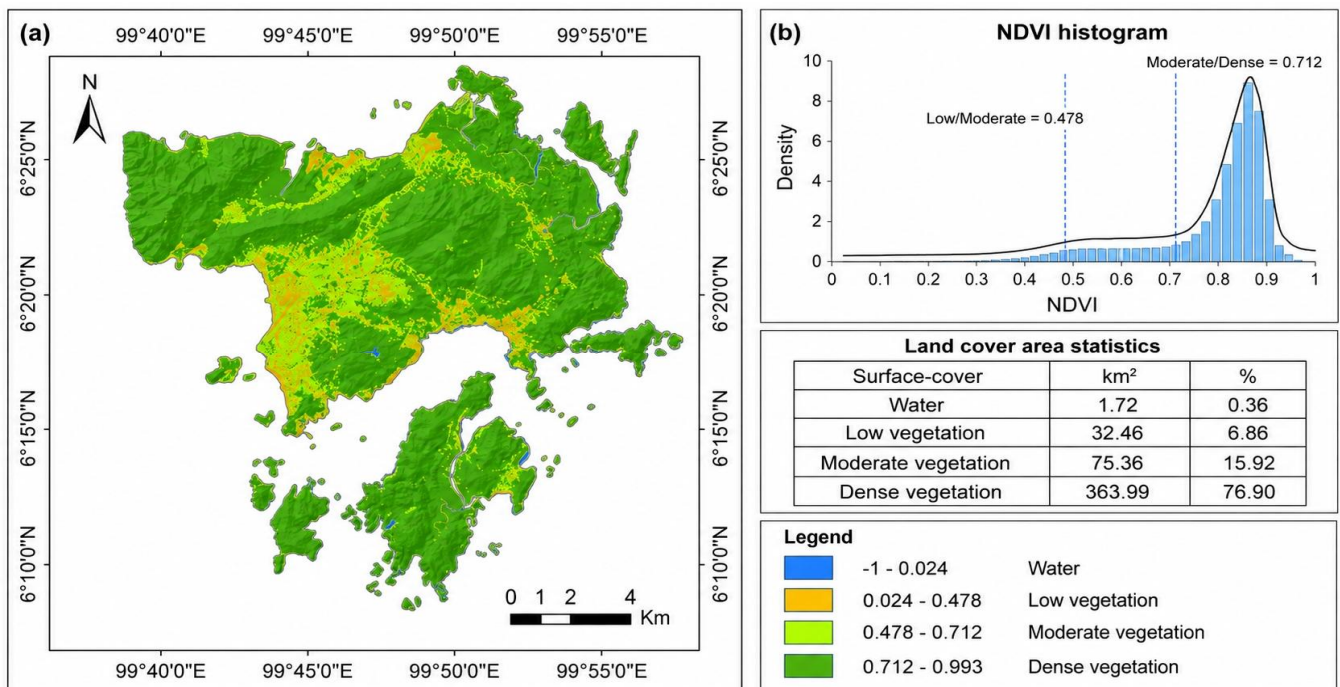 (a)
99°40'0"E 99°45'0"E 99°50'0"E 99°55'0"E
N
6°25'0"N 6°25'0"N
6°20'0"N 6°20'0"N
6°15'0"N 6°15'0"N
6°10'0"N 6°10'0"N
0 1 2 4
Km
99°40'0"E 99°45'0"E 99°50'0"E 99°55'0"E
(b)
NDVI histogram
Moderate/Dense = 0.712
Low/Moderate = 0.478
Density
10
8
6
4
2
0
0 0.1 0.2 0.3 0.4 0.5 0.6 0.7 0.8 0.9 1
NDVI
Land cover area statistics
Surface-cover km² %
Water 1.72 0.36
Low vegetation 32.46 6.86
Moderate vegetation 75.36 15.92
Dense vegetation 363.99 76.90
Legend
-1 - 0.024 Water
0.024 - 0.478 Low vegetation
0.478 - 0.712 Moderate vegetation
0.712 - 0.993 Dense vegetation